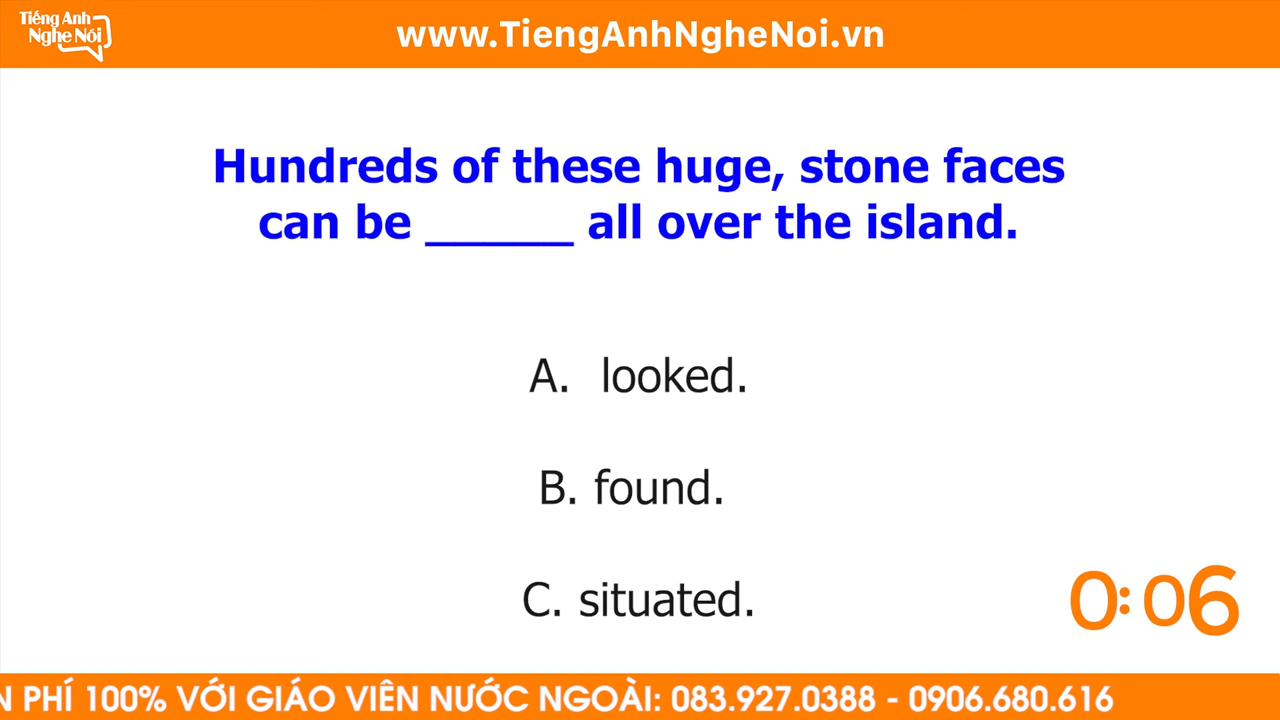 Tiếng Anh
Nghe Nói
www.TiengAnhNgheNoi.vn
Hundreds of these huge, stone faces
can be _____ all over the island.
A. looked.
B. found.
C. situated.
0:06
PHÍ 100% VỚI GIÁO VIÊN NƯỚC NGOÀI: 083.927.0388 - 0906.680.616